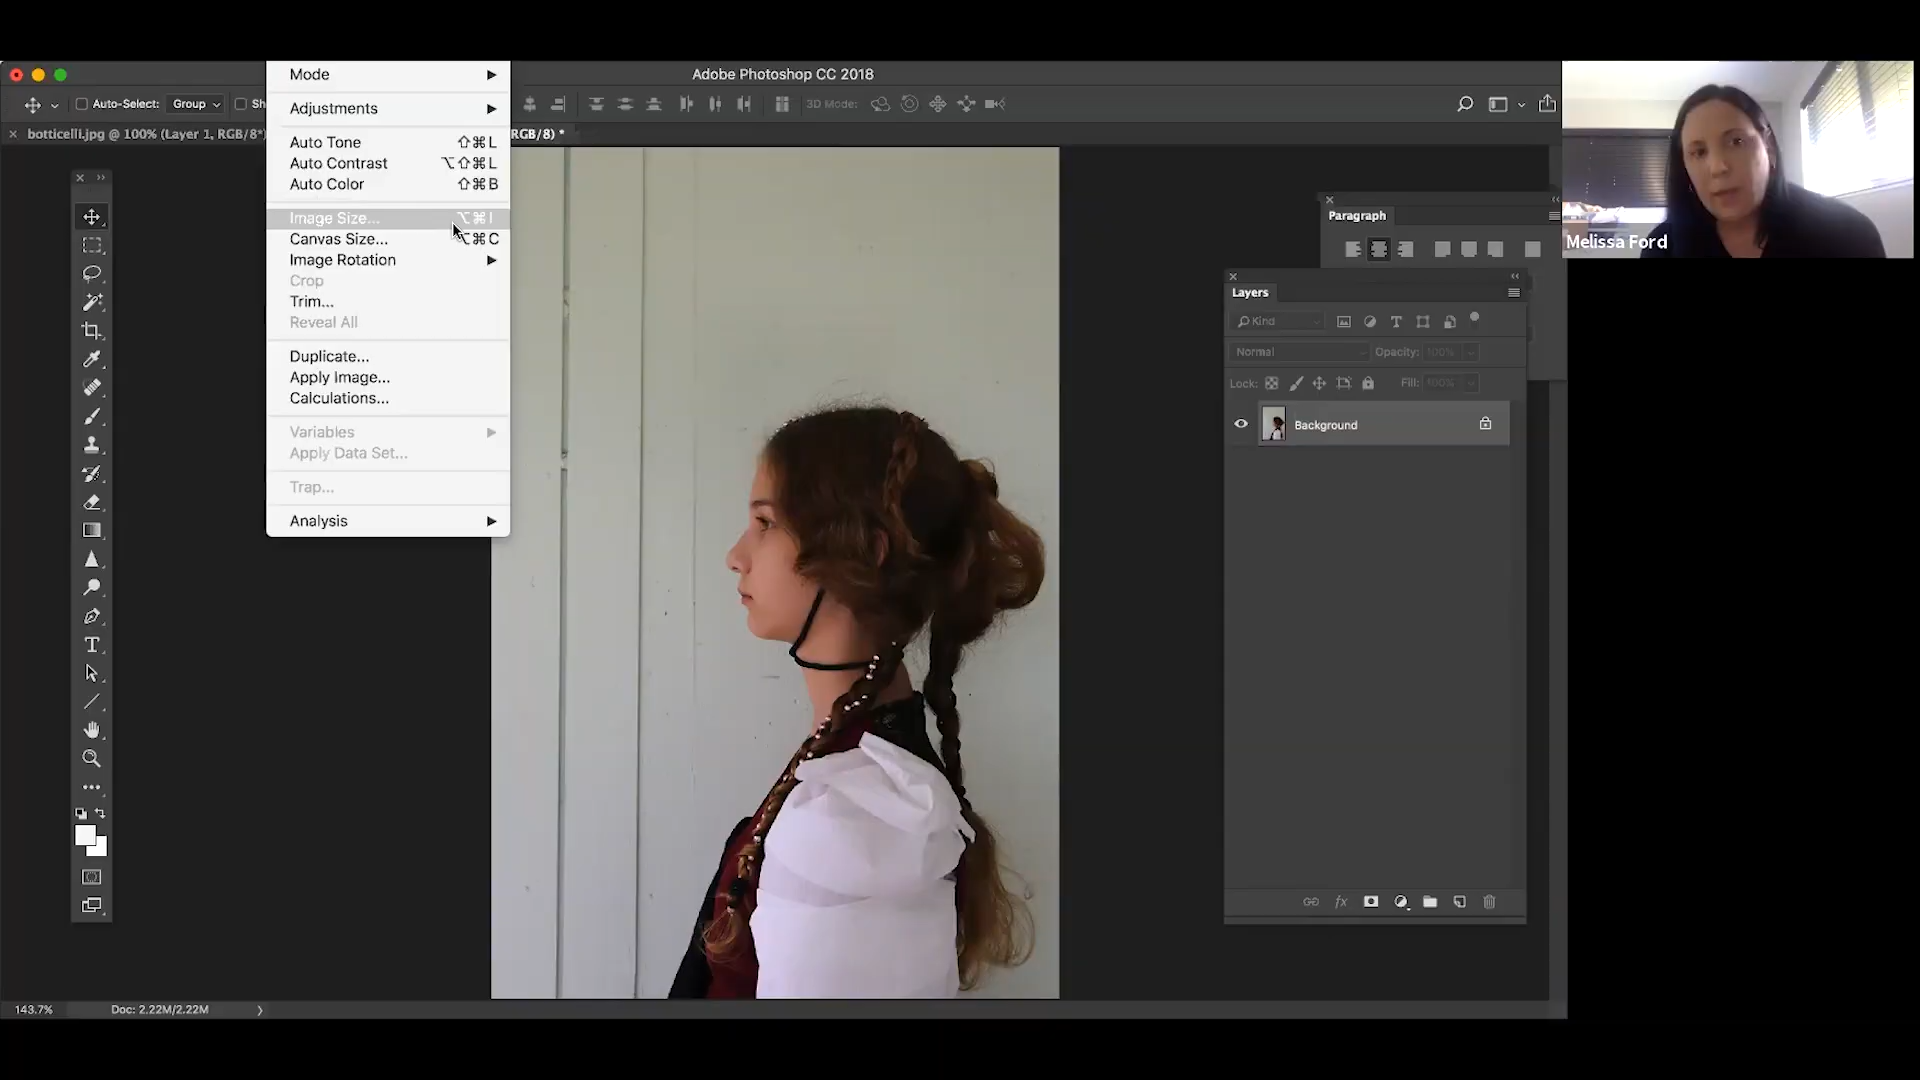 Mode
Adobe Photoshop CC 2018
Auto-Select:
Group
Sh
3D Mode:
Adjustments
botticelli.jpg @ 100% (Layer 1, RGB/8*)
RGB/8) *
Auto Tone ⇧⌘L
Auto Contrast ⌥⇧⌘L
Auto Color ⇧⌘B
Image Size... ⌥⌘I
Canvas Size... ⌥⌘C
Image Rotation
Crop
Trim...
Reveal All
Duplicate...
Apply Image...
Calculations...
Variables
Apply Data Set...
Trap...
Analysis
Paragraph
Melissa Ford
Layers
Kind
Normal
Opacity: 100%
Lock:
Fill: 100%
Background
143.7%
Doc: 2.22M/2.22M